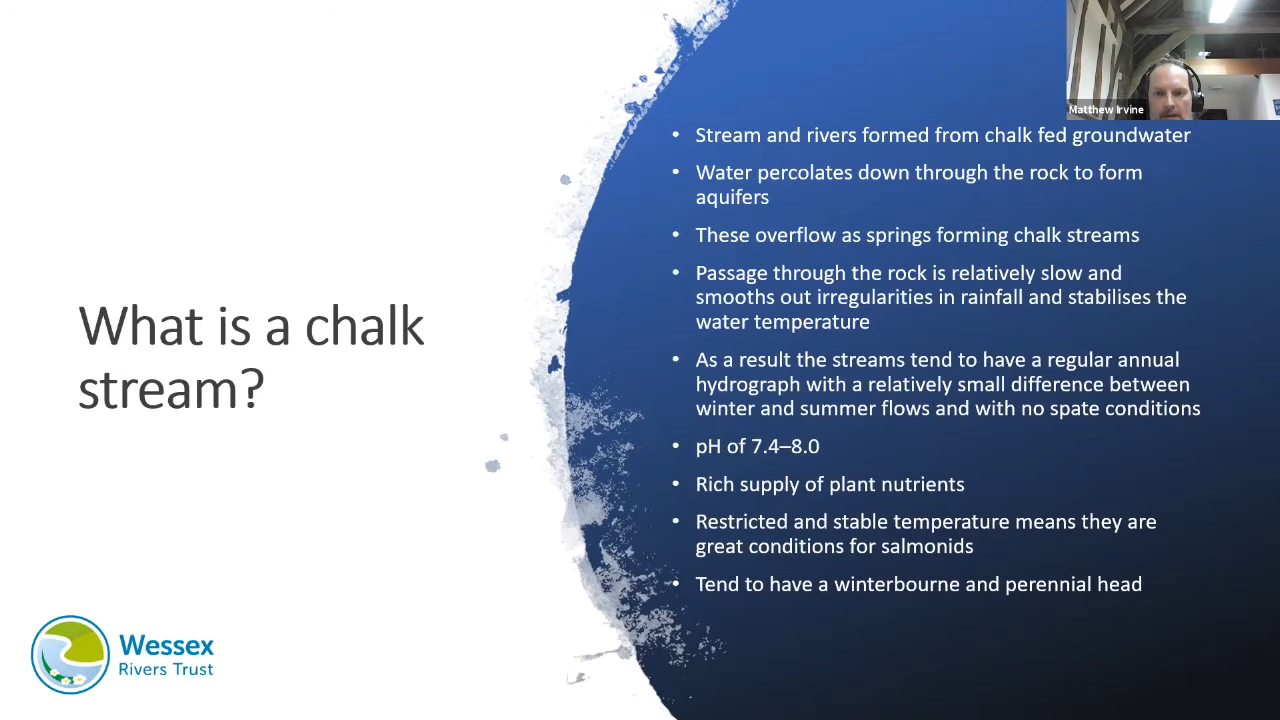 Matthew Irvine
What is a chalk
stream?
• Stream and rivers formed from chalk fed groundwater
• Water percolates down through the rock to form
aquifers
• These overflow as springs forming chalk streams
• Passage through the rock is relatively slow and
smooths out irregularities in rainfall and stabilises the
water temperature
• As a result the streams tend to have a regular annual
hydrograph with a relatively small difference between
winter and summer flows and with no spate conditions
• pH of 7.4–8.0
• Rich supply of plant nutrients
• Restricted and stable temperature means they are
great conditions for salmonids
• Tend to have a winterbourne and perennial head
Wessex
Rivers Trust